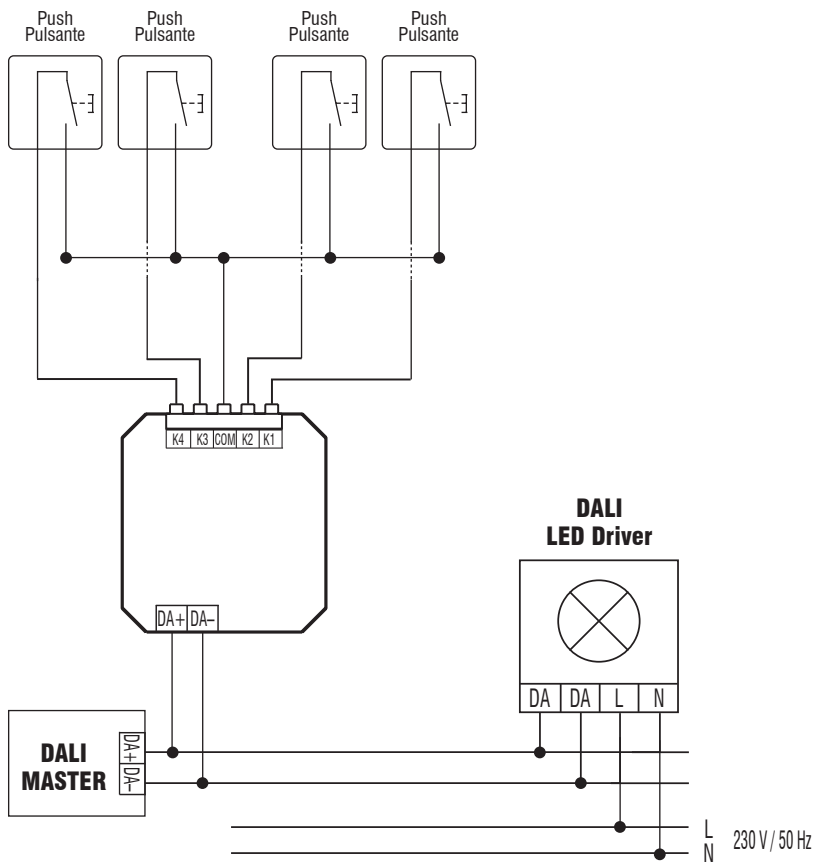 Push
Pulsante
Push
Pulsante
Push
Pulsante
Push
Pulsante
K4 K3 COM K2 K1
DALI
LED Driver
DA+ DA-
DA DA L N
DALI
MASTER
DA+
DA-
L
N
230 V / 50 Hz